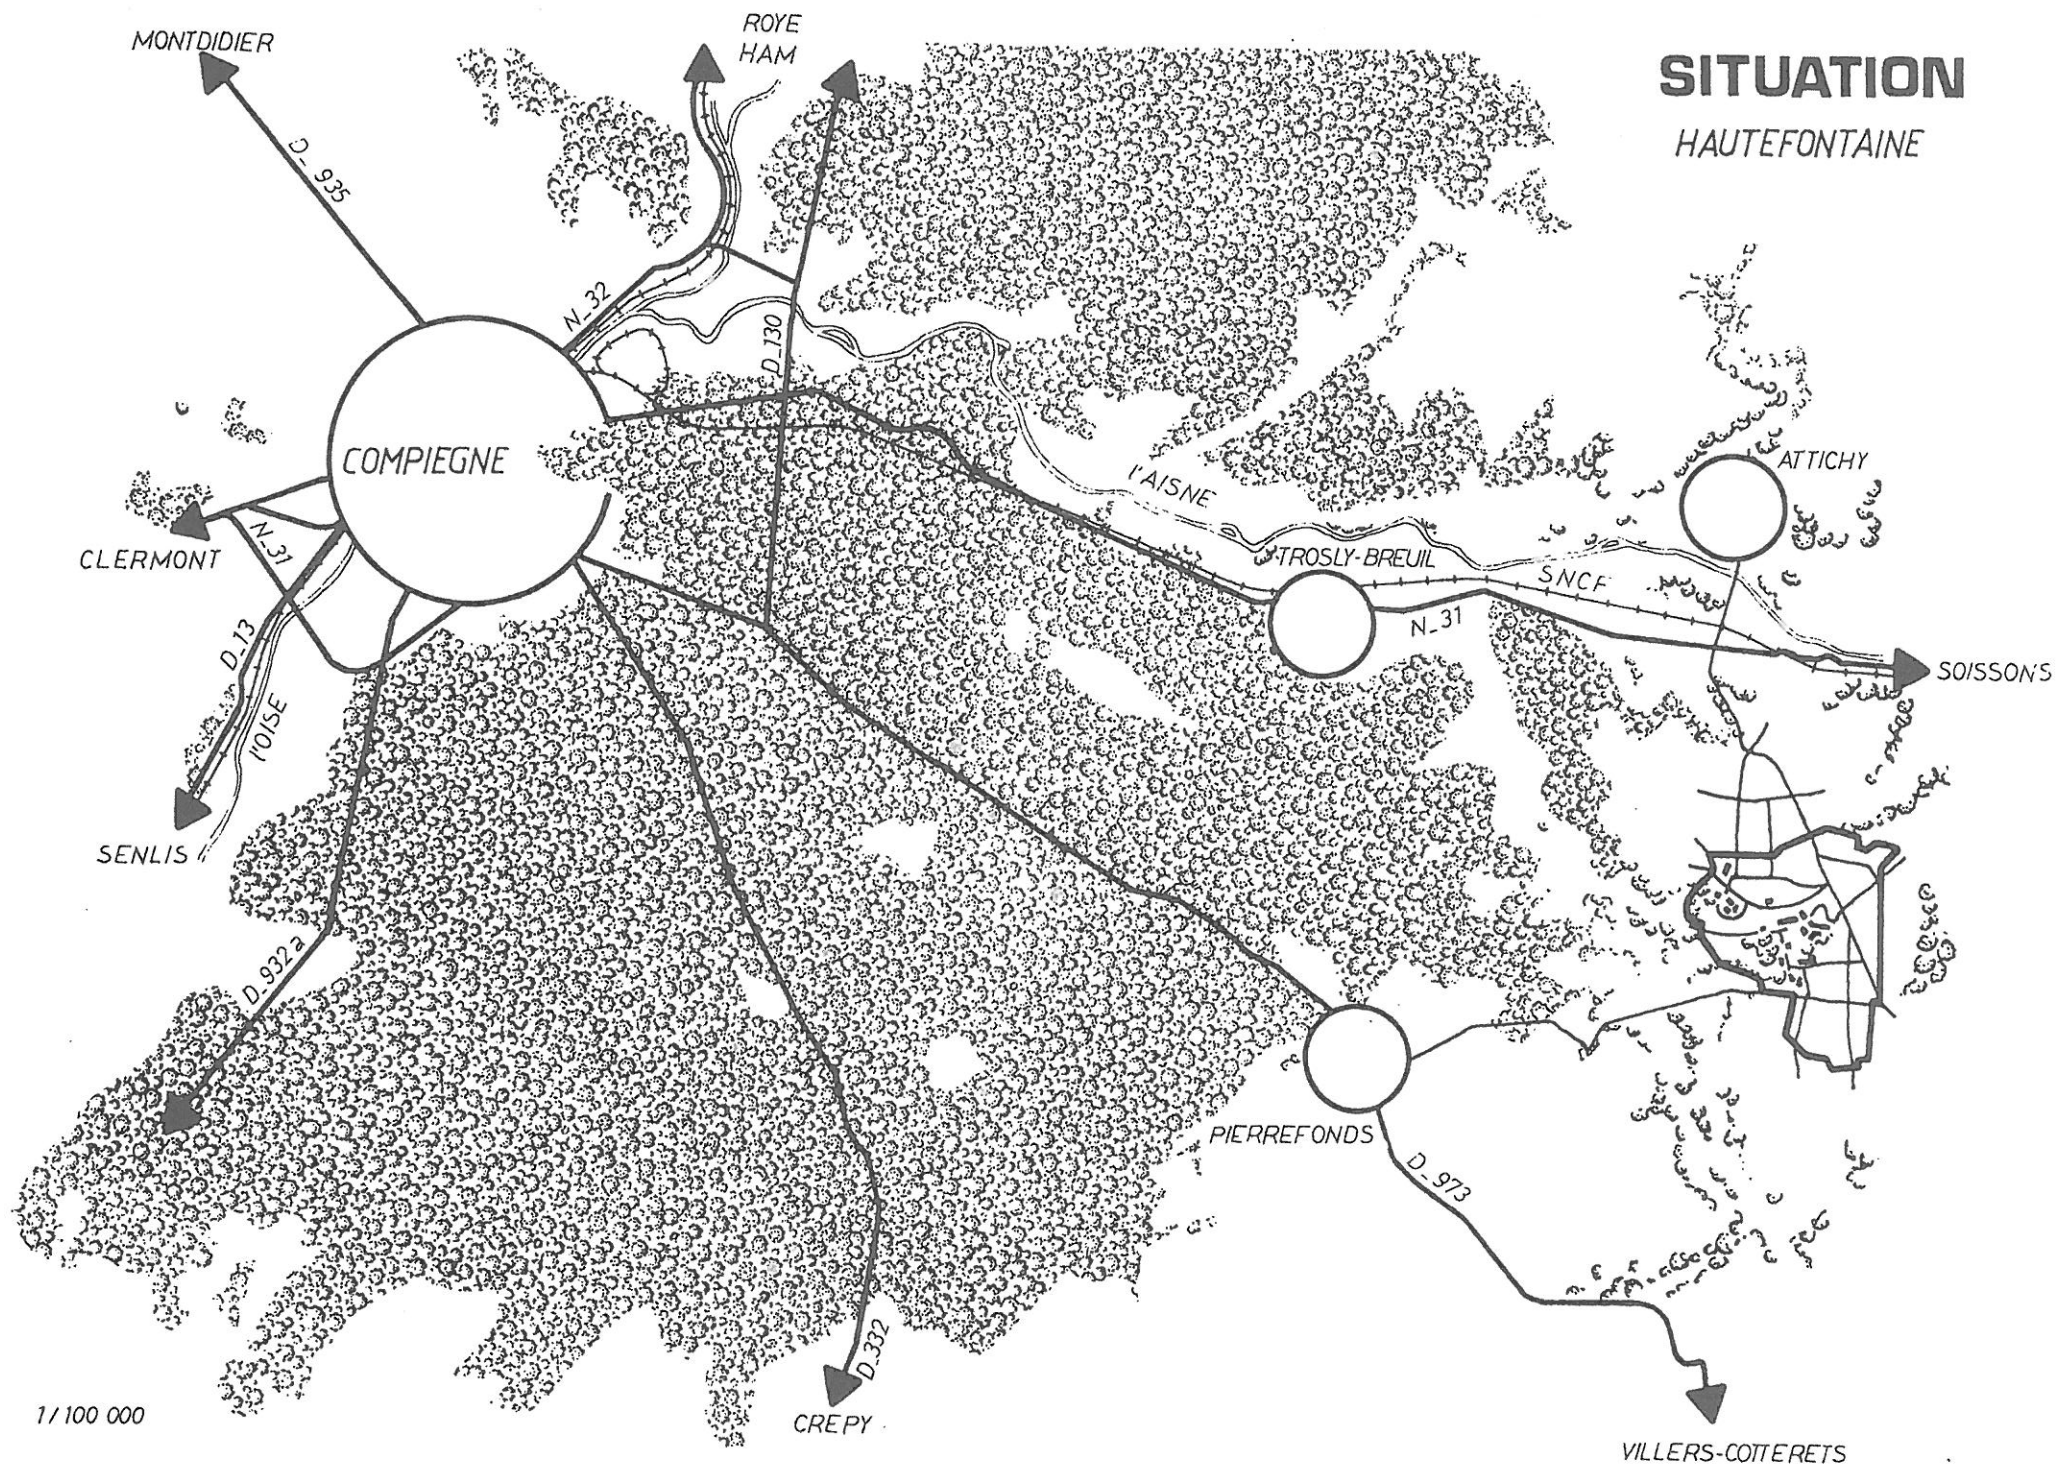 MONTDIDIER
ROYE
HAM
SITUATION
HAUTEFONTAINE
D_935
N_32
D_130
COMPIEGNE
l'AISNE
ATTICHY
CLERMONT
N_31
TROSLY-BREUIL
SNCF
N_31
SOISSONS
D_13
l'OISE
SENLIS
D_932a
PIERREFONDS
D_973
D_332
CREPY
1/100 000
VILLERS-COTTERETS